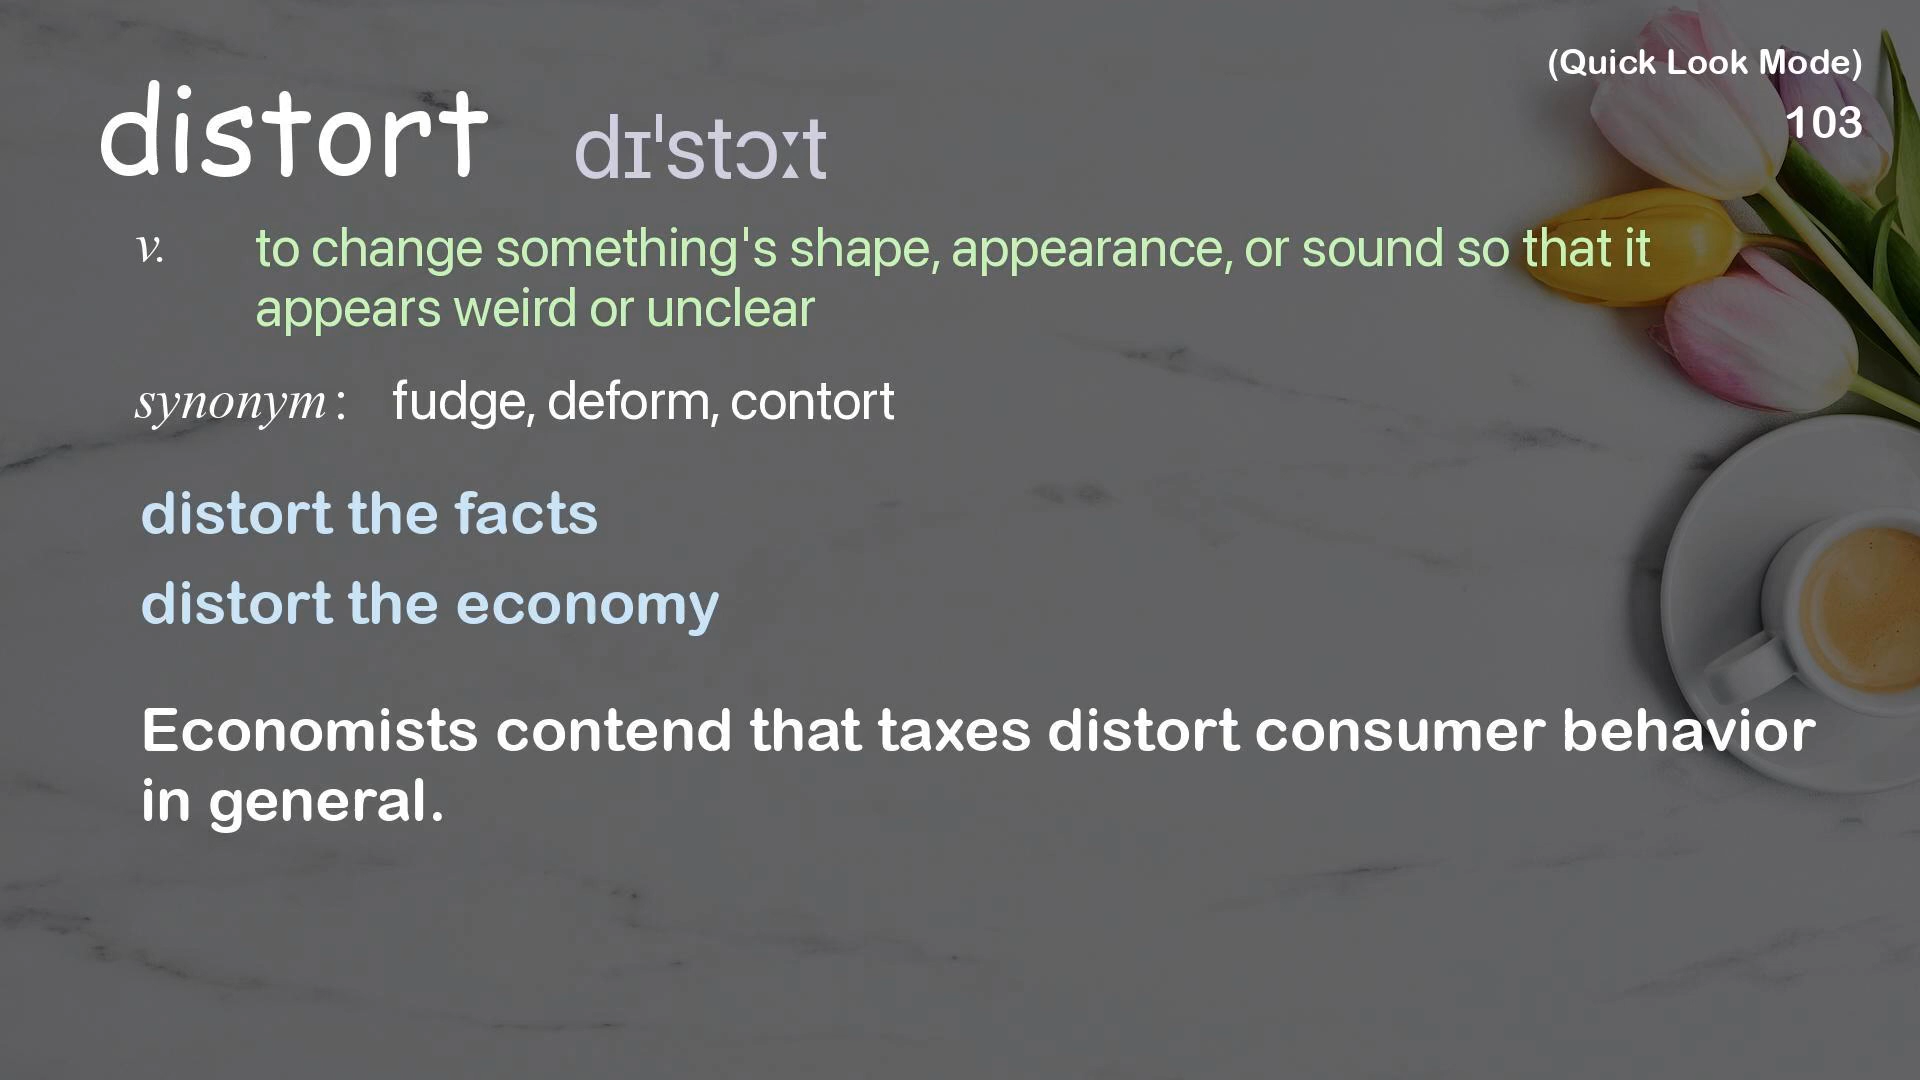 (Quick Look Mode)
103
distort dɪ'stɔːt
v. to change something's shape, appearance, or sound so that it
appears weird or unclear
synonym: fudge, deform, contort
distort the facts
distort the economy
Economists contend that taxes distort consumer behavior
in general.